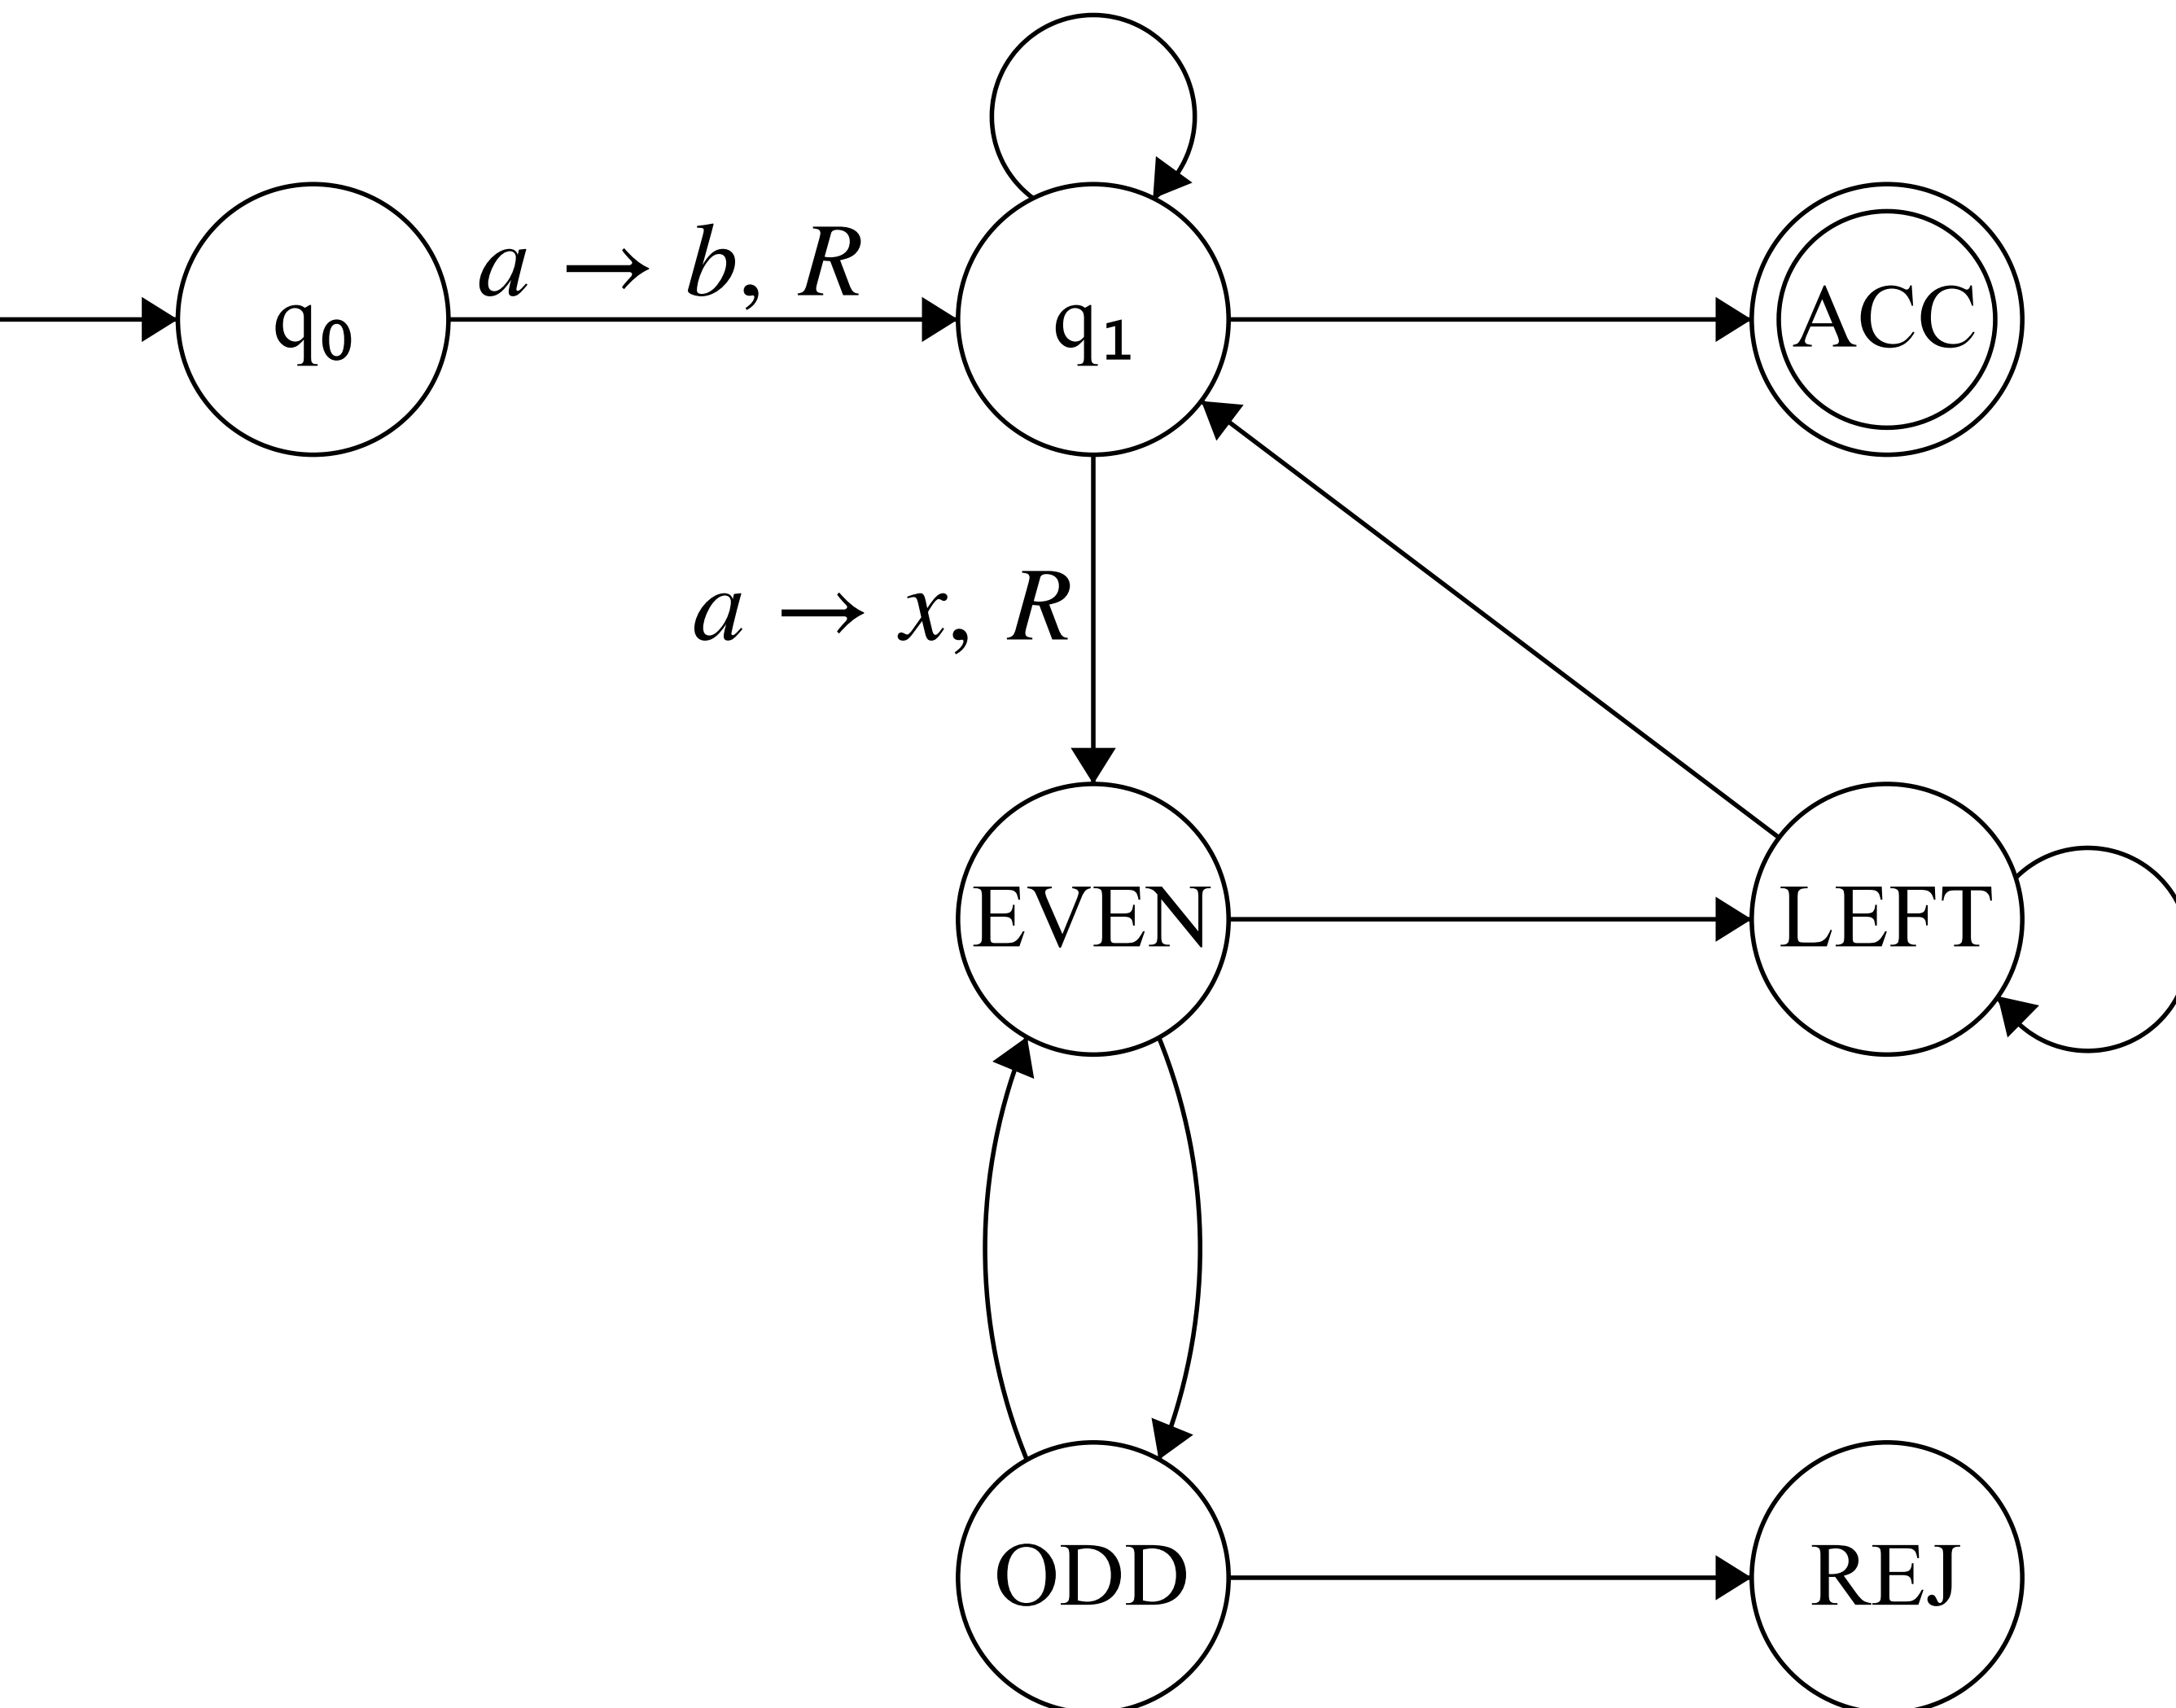 a → b, R
q₀
q₁
ACC
a → x, R
EVEN
LEFT
ODD
REJ